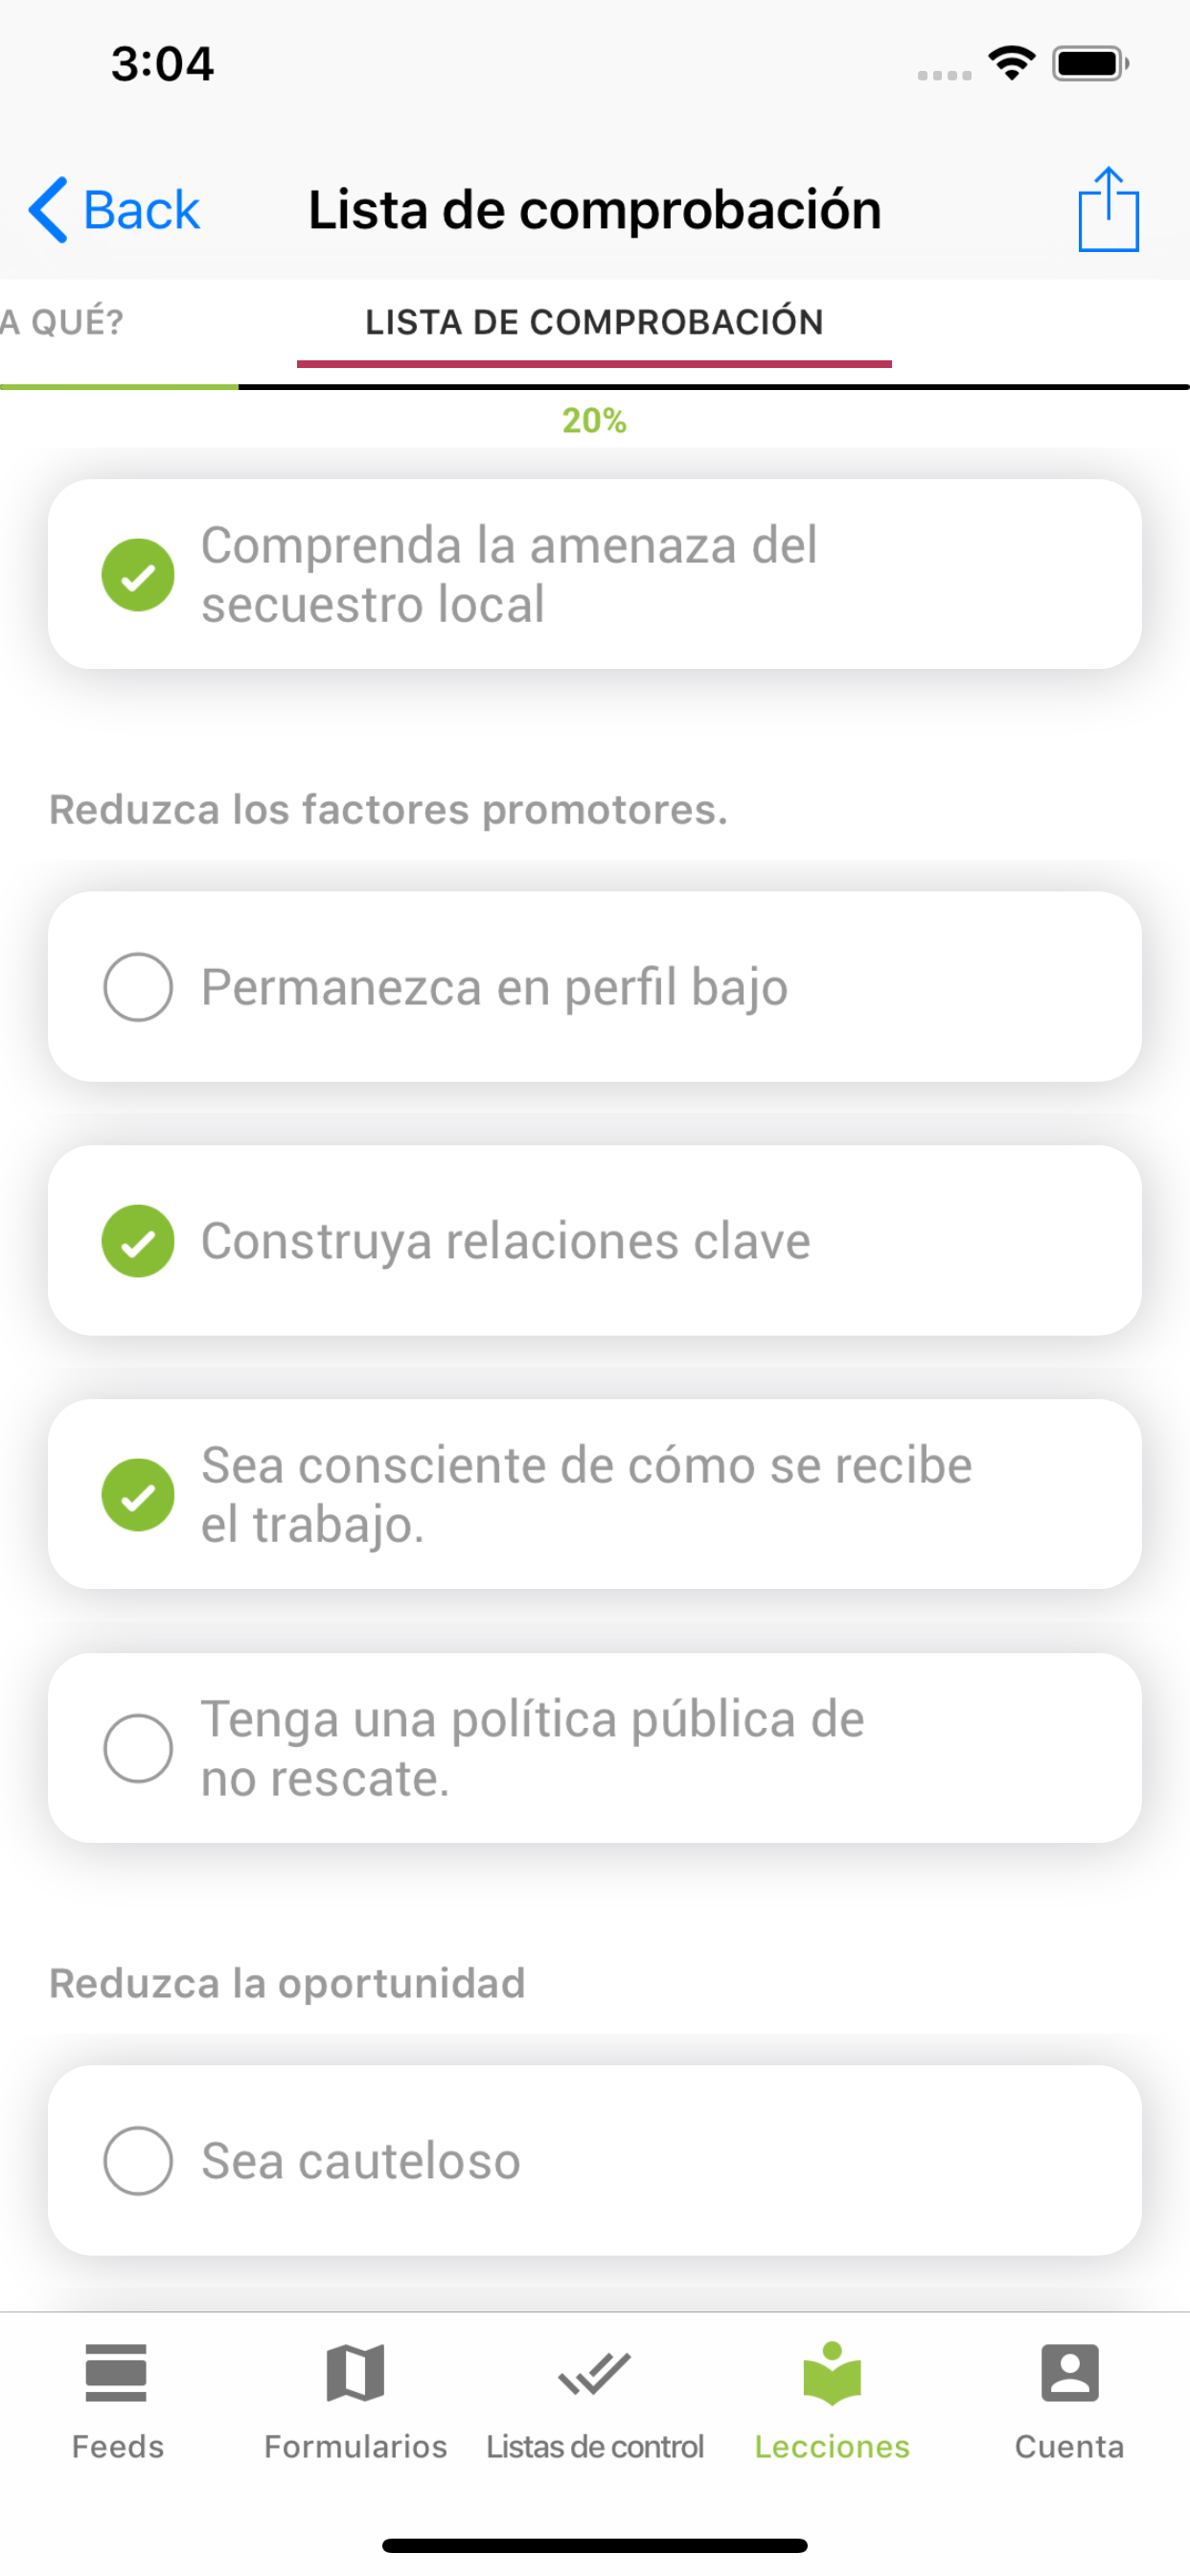 3:04
Back
Lista de comprobación
A QUÉ?
LISTA DE COMPROBACIÓN
20%
Comprenda la amenaza del
secuestro local
Reduzca los factores promotores.
Permanezca en perfil bajo
Construya relaciones clave
Sea consciente de cómo se recibe
el trabajo.
Tenga una política pública de
no rescate.
Reduzca la oportunidad
Sea cauteloso
Feeds
Formularios
Listas de control
Lecciones
Cuenta